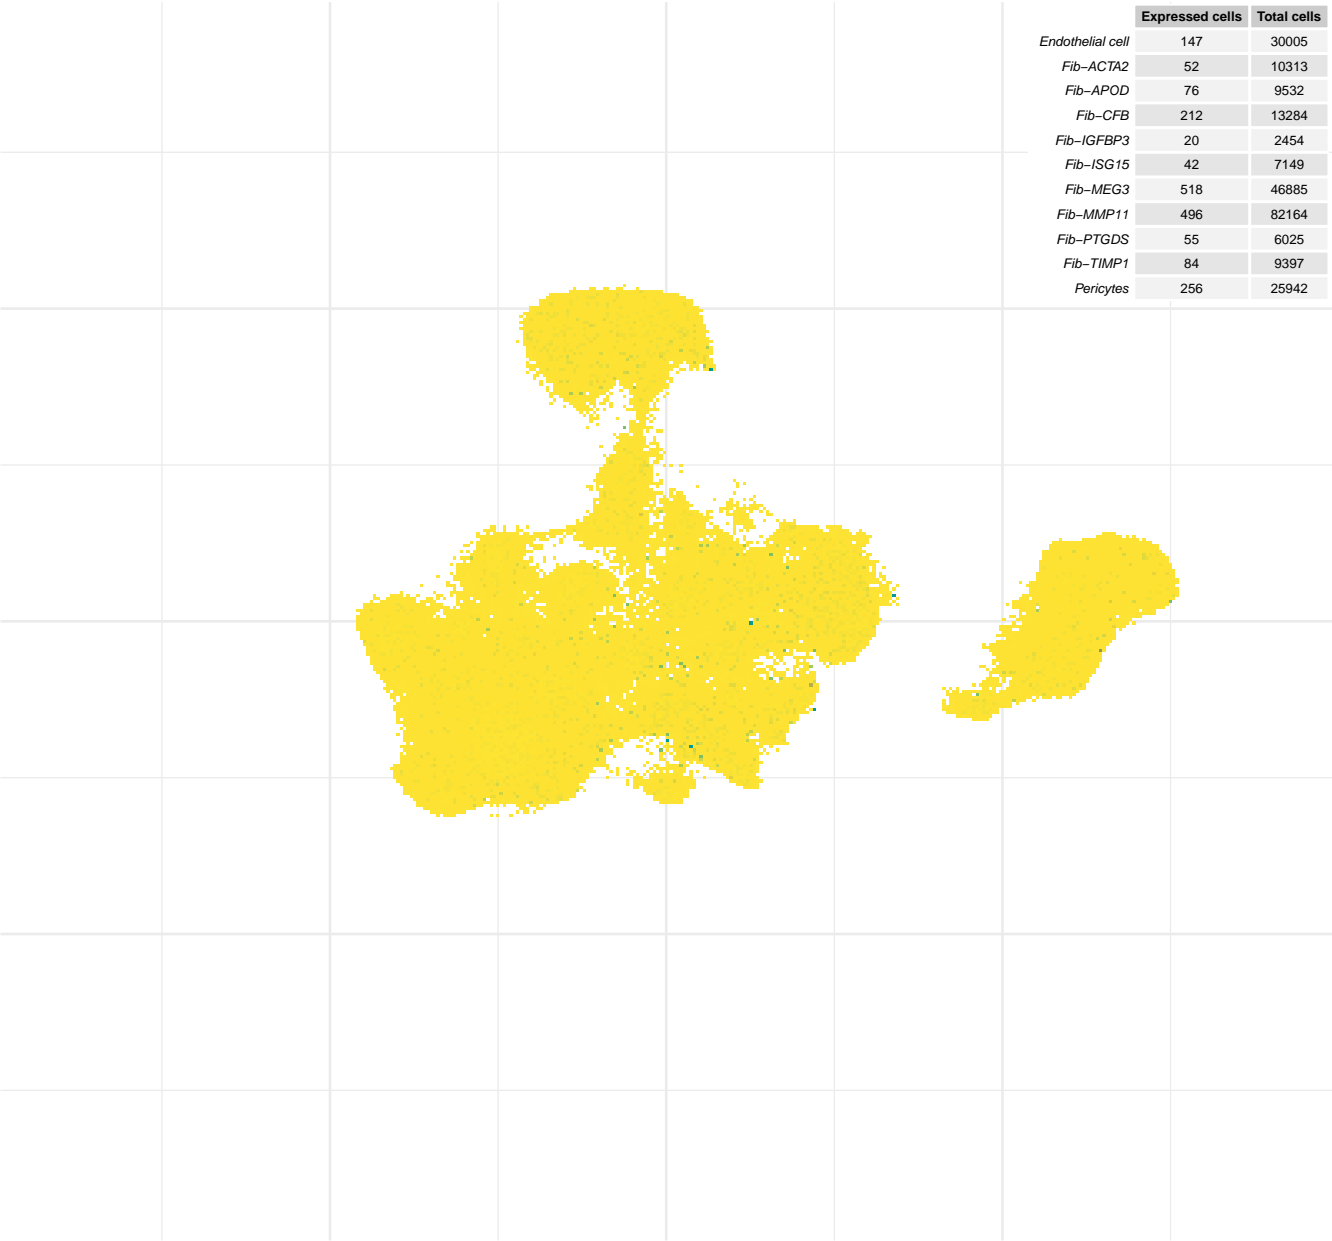 Expressed cells Total cells
Endothelial cell 147 30005
Fib−ACTA2 52 10313
Fib−APOD 76 9532
Fib−CFB 212 13284
Fib−IGFBP3 20 2454
Fib−ISG15 42 7149
Fib−MEG3 518 46885
Fib−MMP11 496 82164
Fib−PTGDS 55 6025
Fib−TIMP1 84 9397
Pericytes 256 25942